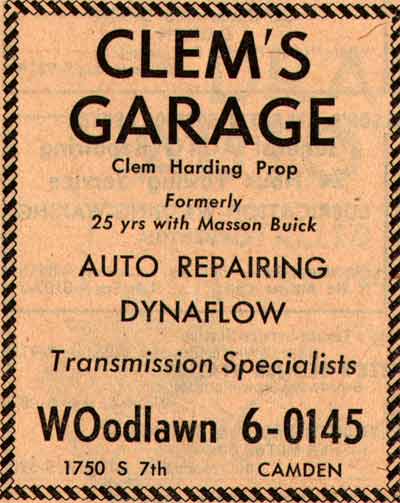 CLEM'S
GARAGE
Clem Harding Prop
Formerly
25 yrs with Masson Buick
AUTO REPAIRING
DYNAFLOW
Transmission Specialists
WOodlawn 6-0145
1750 S 7th CAMDEN